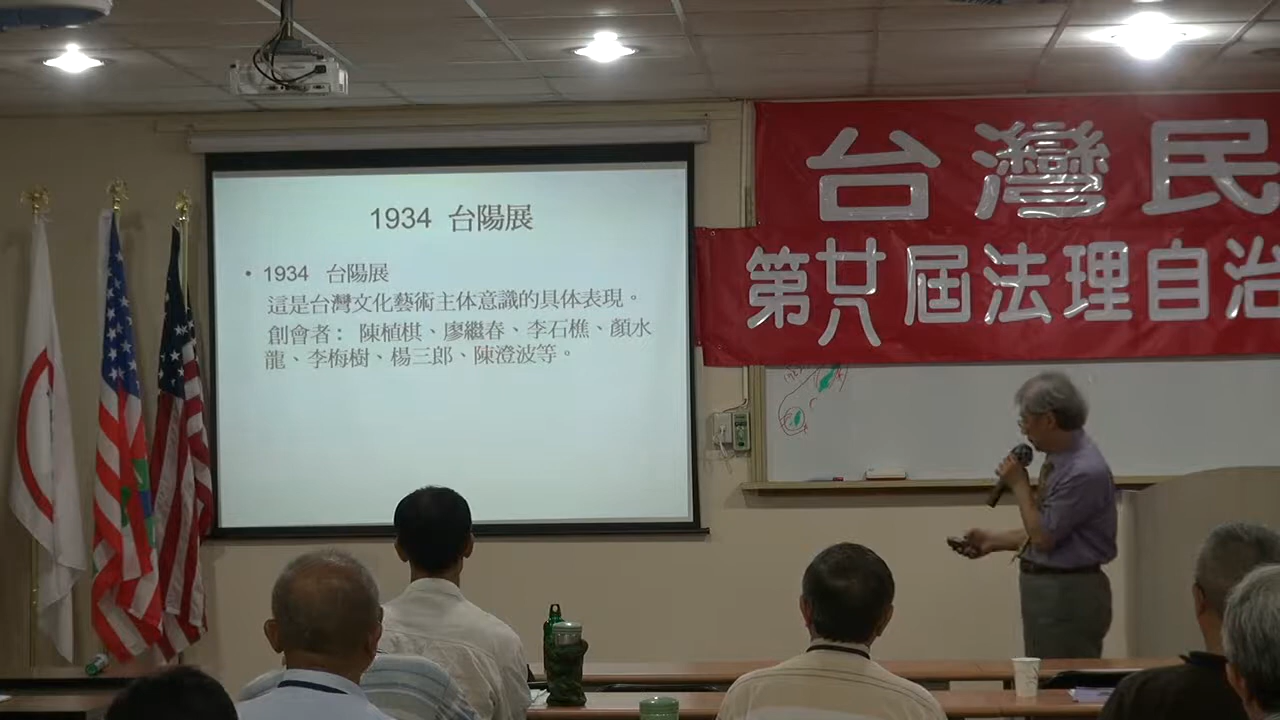 1934 台陽展
• 1934 台陽展
這是台灣文化藝術主体意識的具体表現。
創會者： 陳植棋、廖繼春、李石樵、顏水
龍、李梅樹、楊三郎、陳澄波等。
台灣民
第廿八屆法理自治